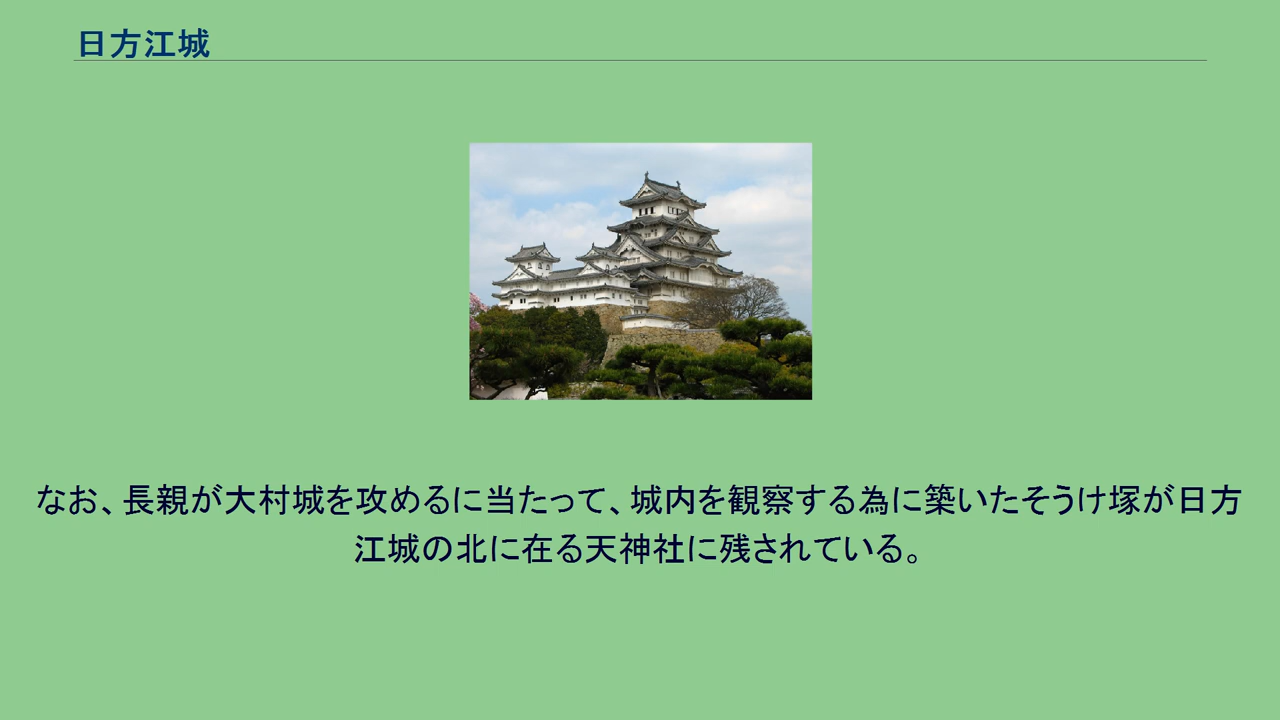 日方江城
なお、長親が大村城を攻めるに当たって、城内を観察する為に築いたそうけ塚が日方
江城の北に在る天神社に残されている。